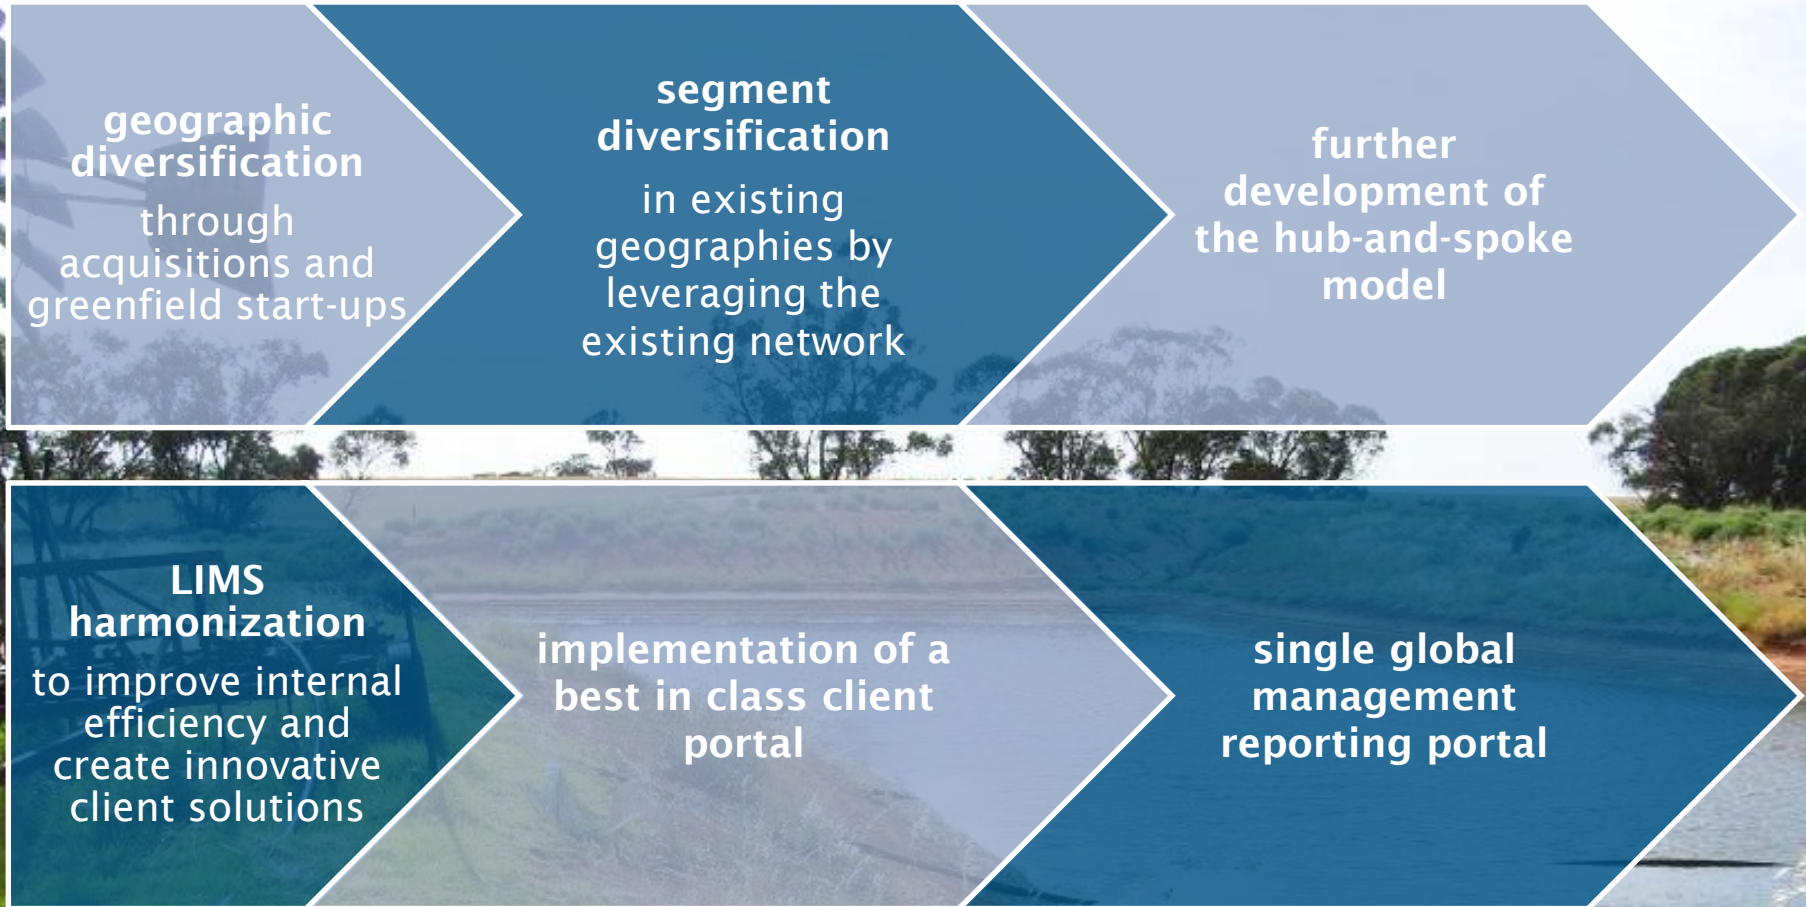 geographic
diversification
through
acquisitions and
greenfield start-ups
segment
diversification
in existing
geographies by
leveraging the
existing network
further
development of
the hub-and-spoke
model
LIMS
harmonization
to improve internal
efficiency and
create innovative
client solutions
implementation of a
best in class client
portal
single global
management
reporting portal